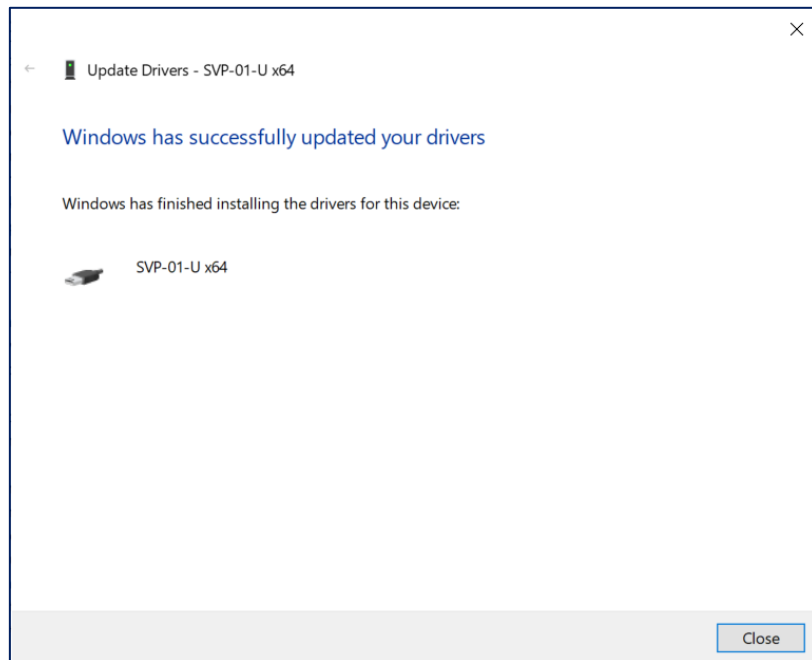 Update Drivers - SVP-01-U x64
Windows has successfully updated your drivers
Windows has finished installing the drivers for this device:
SVP-01-U x64
Close